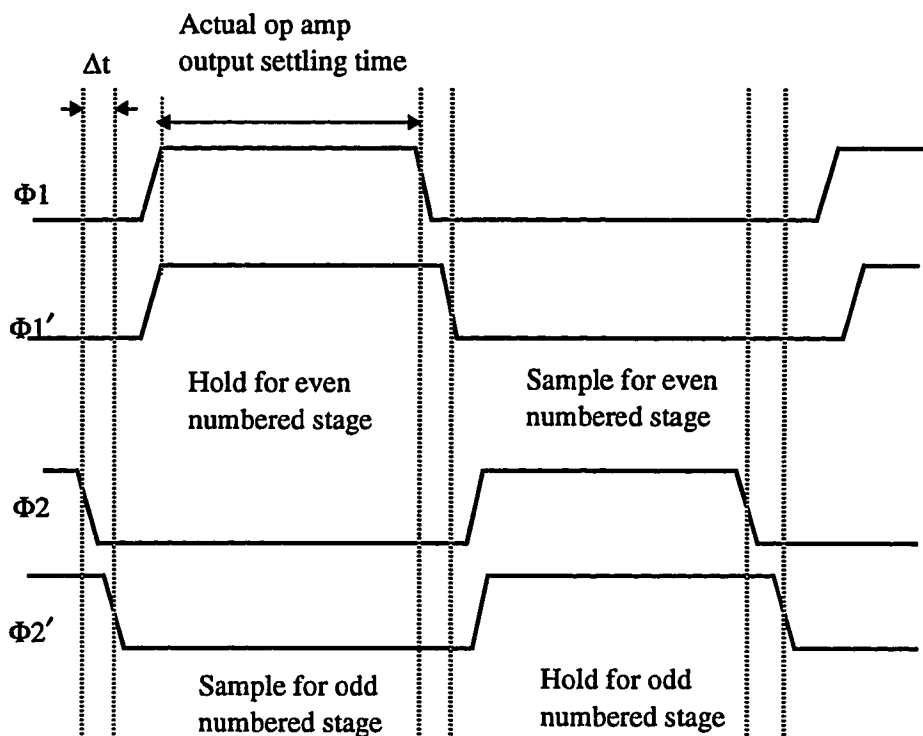 Actual op amp
output settling time
Δt
Φ1
Φ1′
Hold for even
numbered stage
Sample for even
numbered stage
Φ2
Φ2′
Sample for odd
numbered stage
Hold for odd
numbered stage